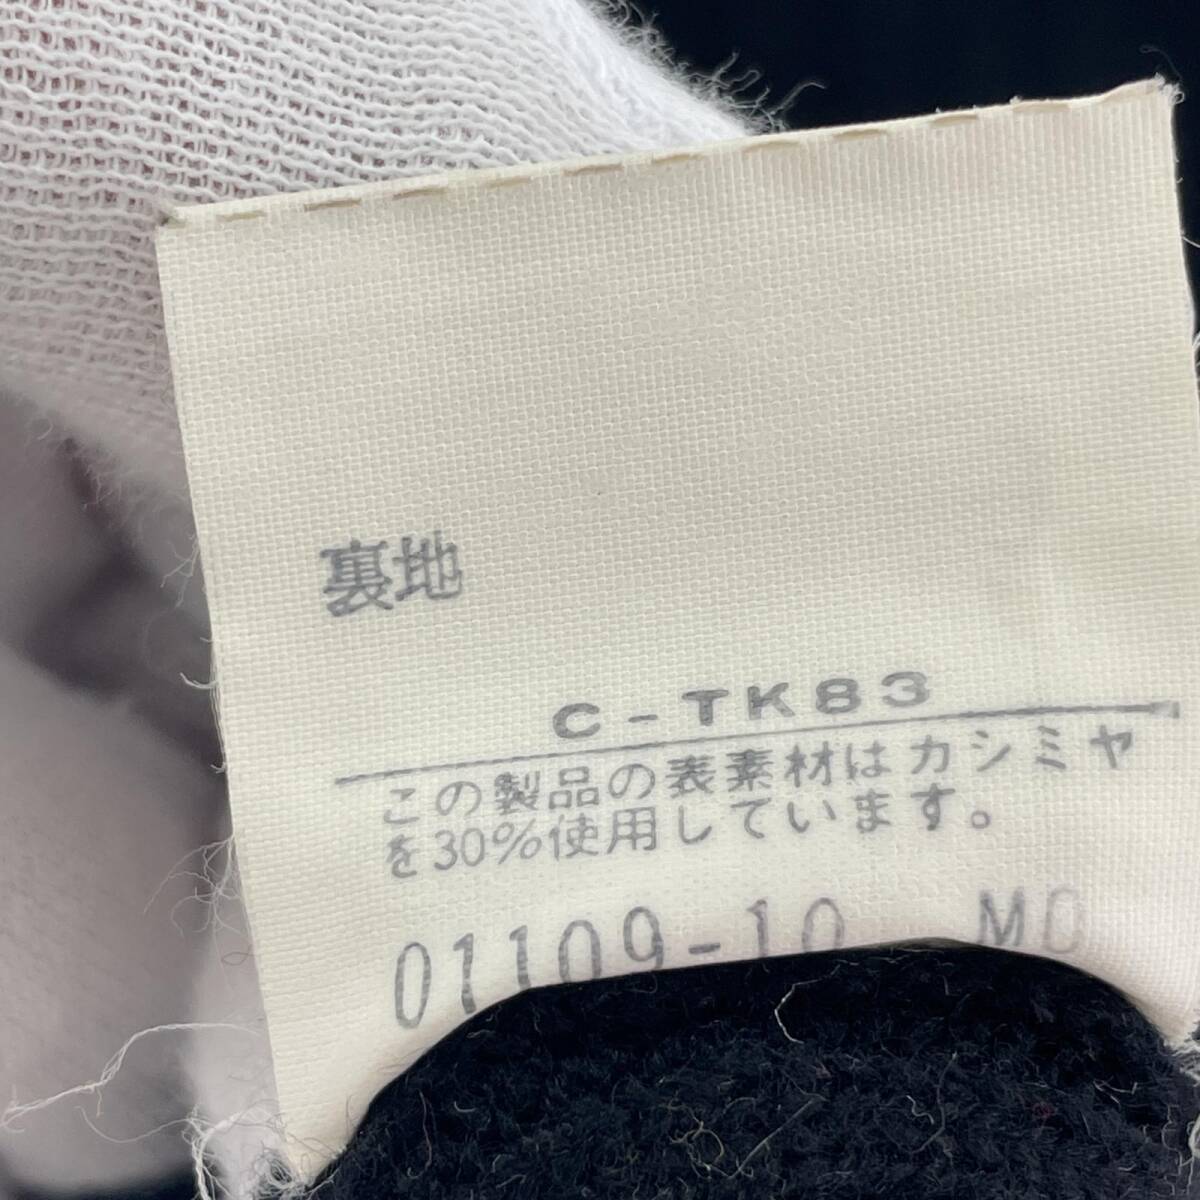 裏地
C-TK83
この製品の表素材はカシミヤ
を30%使用しています。
01109-10 MO